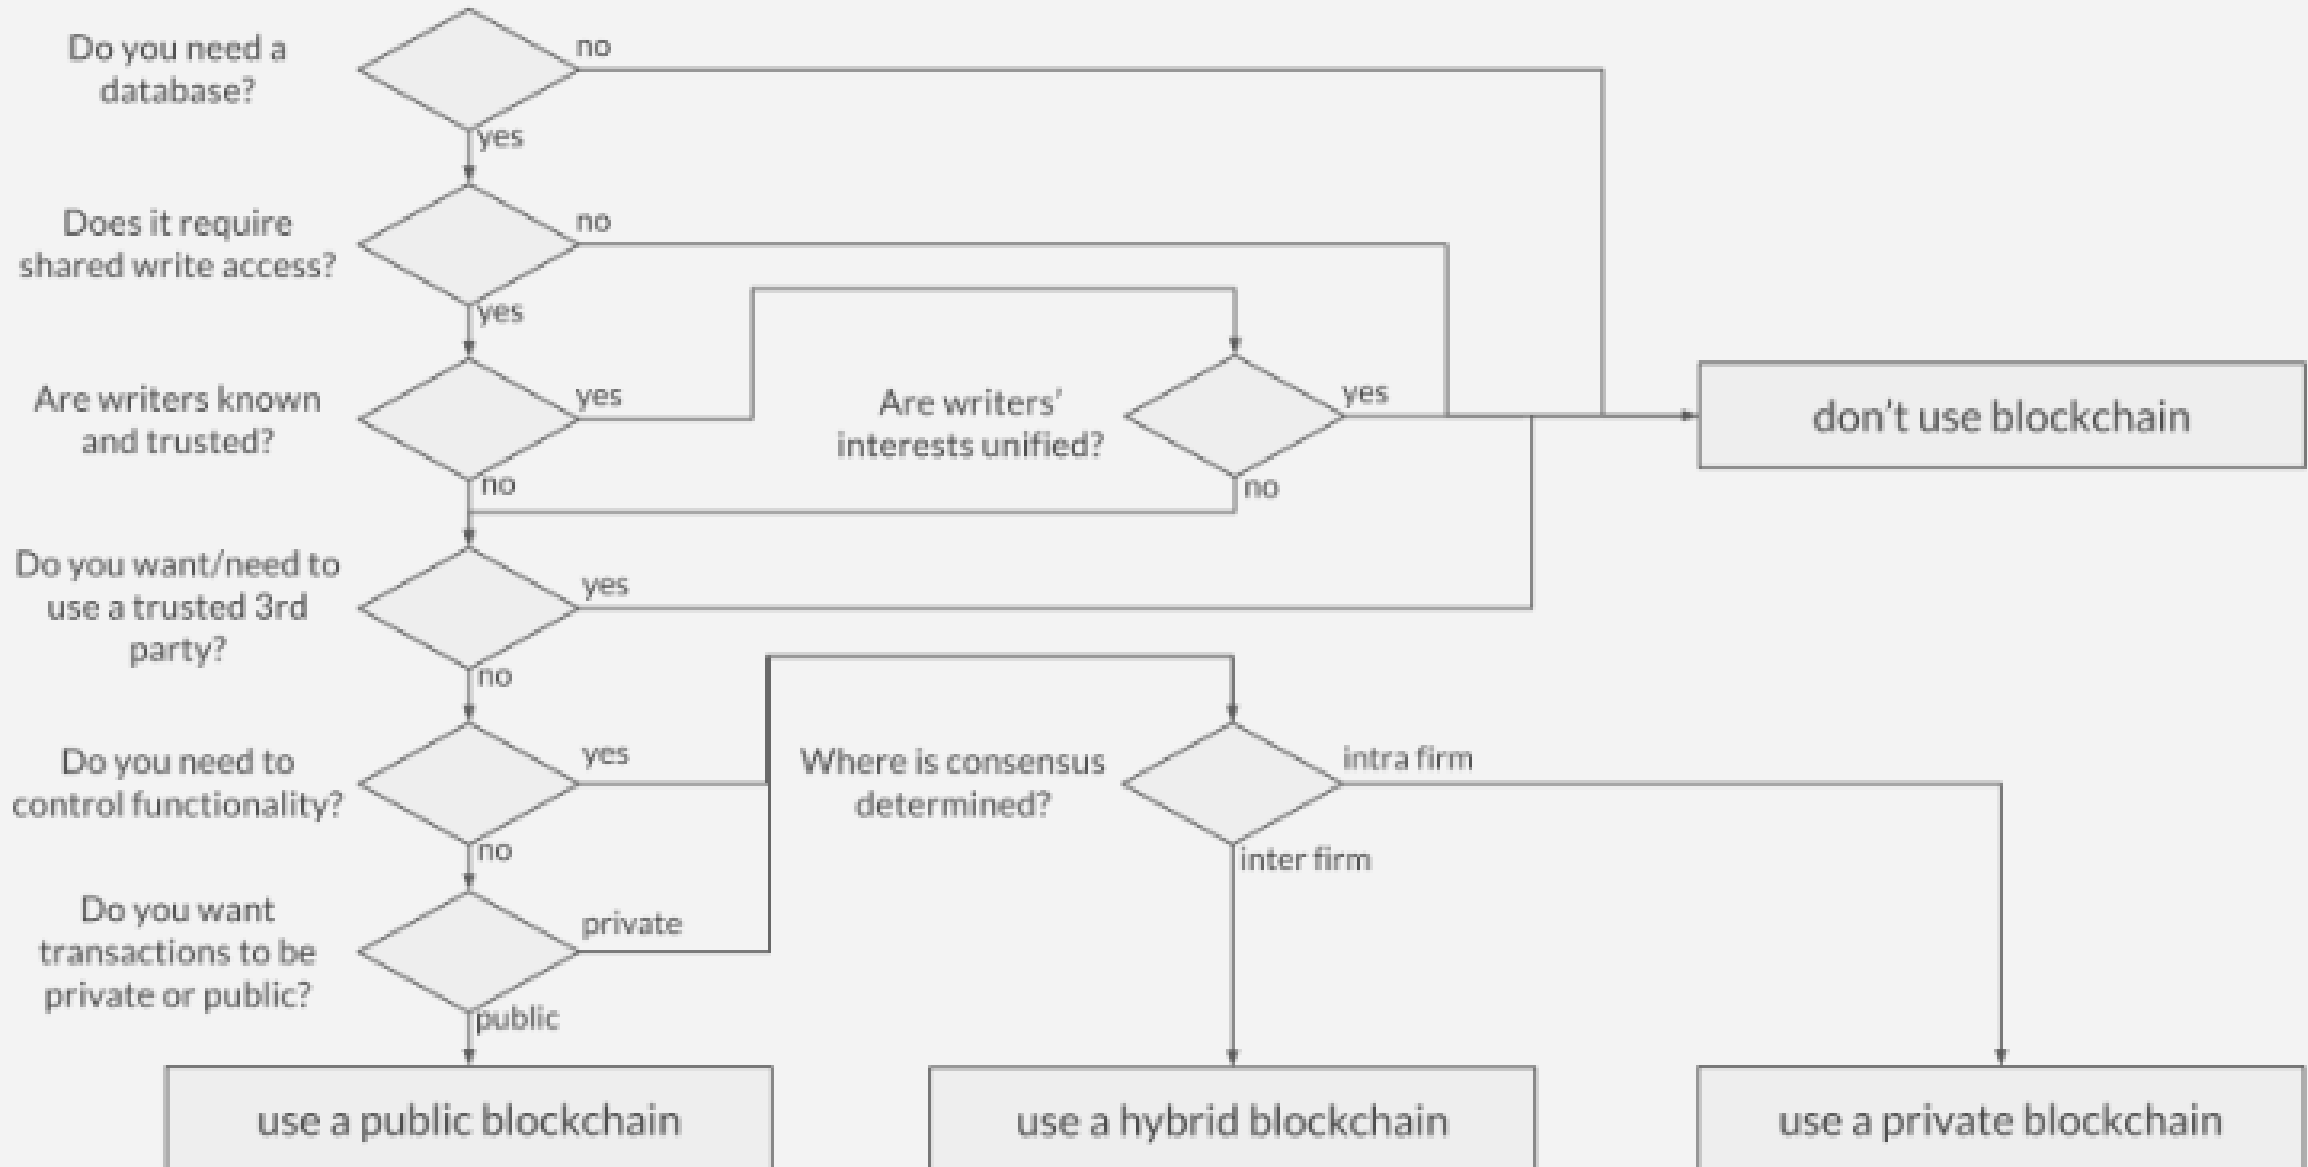 Do you need a
database?
no
yes
Does it require
shared write access?
no
yes
Are writers known
and trusted?
yes
no
Are writers'
interests unified?
yes
no
don't use blockchain
Do you want/need to
use a trusted 3rd
party?
yes
no
Do you need to
control functionality?
yes
no
Where is consensus
determined?
intra firm
inter firm
Do you want
transactions to be
private or public?
private
public
use a public blockchain
use a hybrid blockchain
use a private blockchain